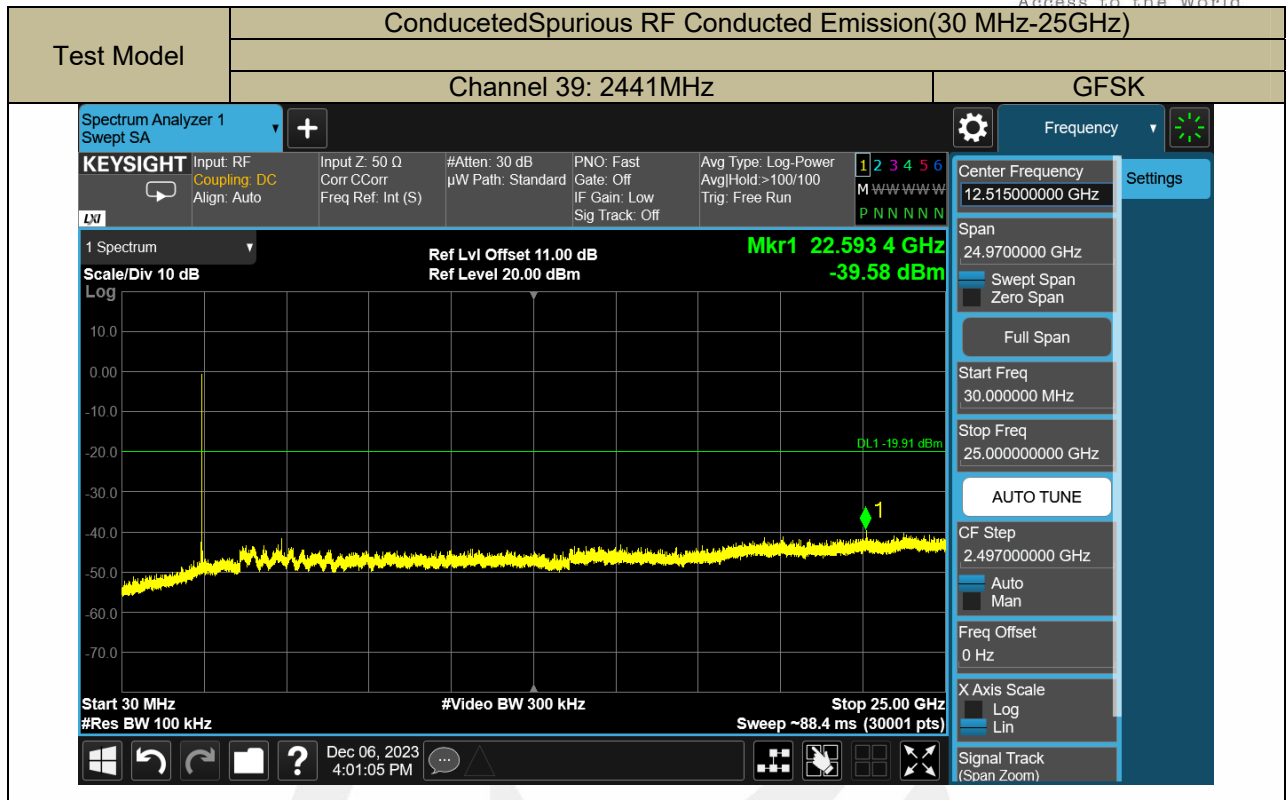 Access to the World
Test Model
ConducetedSpurious RF Conducted Emission(30 MHz-25GHz)
Channel 39: 2441MHz
GFSK
Spectrum Analyzer 1
Swept SA
Frequency
KEYSIGHT
Input: RF
Coupling: DC
Align: Auto
Input Z: 50 Ω
Corr CCorr
Freq Ref: Int (S)
#Atten: 30 dB
µW Path: Standard
PNO: Fast
Gate: Off
IF Gain: Low
Sig Track: Off
Avg Type: Log-Power
Avg|Hold:>100/100
Trig: Free Run
1 2 3 4 5 6
M W W W W W
P N N N N N
LXI
1 Spectrum
Scale/Div 10 dB
Log
Ref Lvl Offset 11.00 dB
Ref Level 20.00 dBm
Mkr1 22.593 4 GHz
-39.58 dBm
10.0
0.00
-10.0
-20.0
-30.0
-40.0
-50.0
-60.0
-70.0
DL1 -19.91 dBm
1
Start 30 MHz
#Res BW 100 kHz
#Video BW 300 kHz
Stop 25.00 GHz
Sweep ~88.4 ms (30001 pts)
Center Frequency
12.515000000 GHz
Settings
Span
24.9700000 GHz
Swept Span
Zero Span
Full Span
Start Freq
30.000000 MHz
Stop Freq
25.000000000 GHz
AUTO TUNE
CF Step
2.497000000 GHz
Auto
Man
Freq Offset
0 Hz
X Axis Scale
Log
Lin
Signal Track
(Span Zoom)
?
Dec 06, 2023
4:01:05 PM